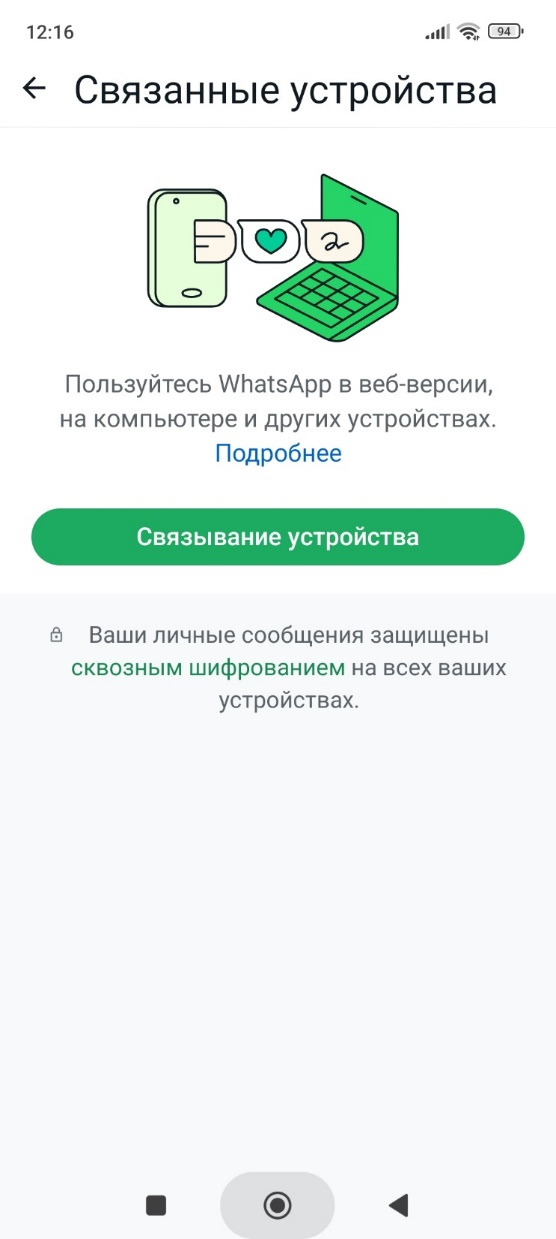 12:16
94
Связанные устройства
Пользуйтесь WhatsApp в веб-версии,
на компьютере и других устройствах.
Подробнее
Связывание устройства
Ваши личные сообщения защищены
сквозным шифрованием на всех ваших
устройствах.